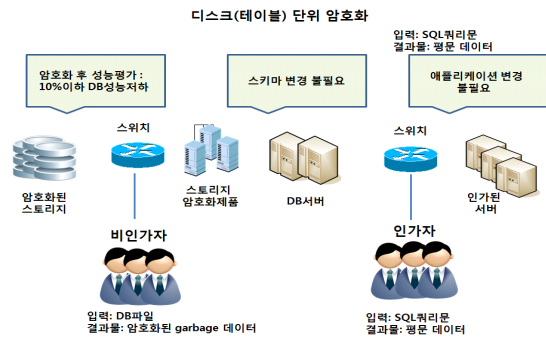 디스크(테이블) 단위 암호화
입력: SQL쿼리문
결과물: 평문 데이터
암호화 후 성능평가 :
10%이하 DB성능저하
스키마 변경 불필요
애플리케이션 변경
불필요
스위치
스위치
암호화된
스토리지
스토리지
암호화제품
DB서버
인가된
서버
비인가자
인가자
입력: DB파일
결과물: 암호화된 garbage 데이터
입력: SQL쿼리문
결과물: 평문 데이터